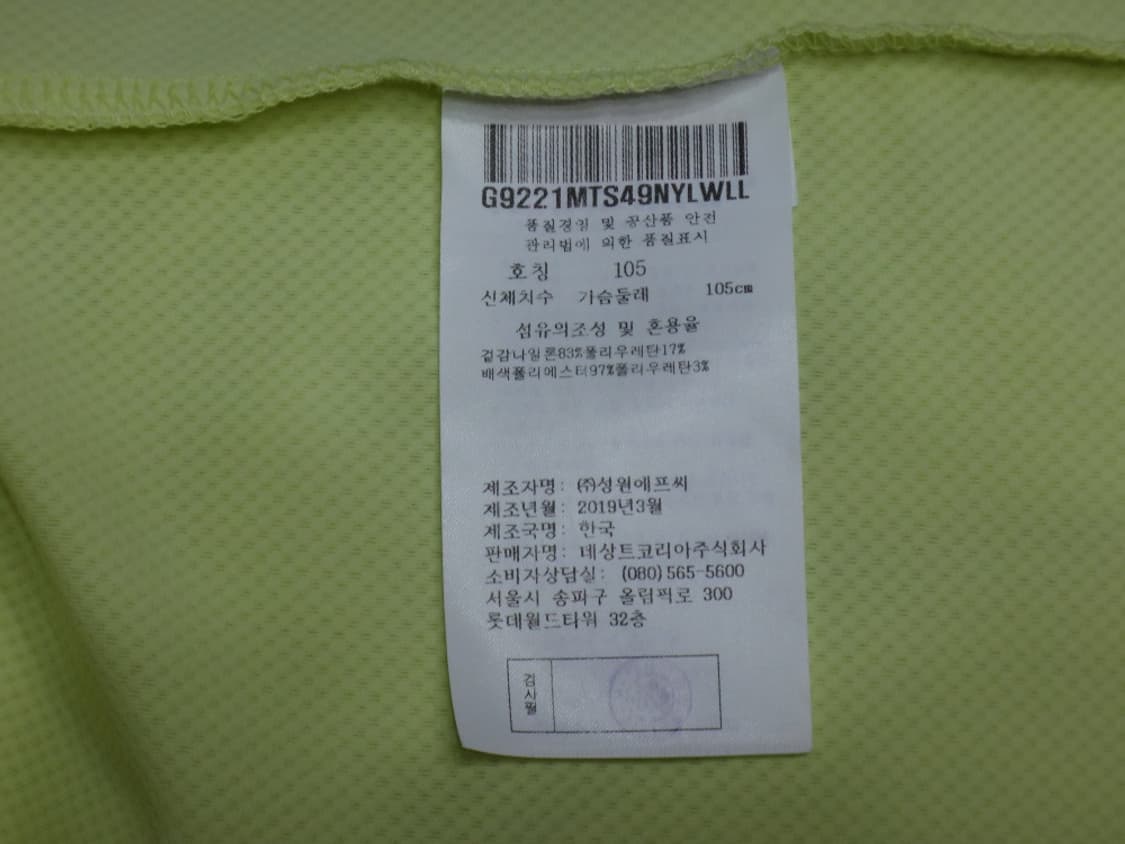 G9221MTS49NYLWLL
품질경영 및 공산품 안전
관리법에 의한 품질표시
호칭 105
신체치수 가슴둘레 105cm
섬유의조성 및 혼용율
겉감나일론83%폴리우레탄17%
배색폴리에스터97%폴리우레탄3%
제조자명: ㈜성원애프씨
제조년월: 2019년3월
제조국명: 한국
판매자명: 데상트코리아주식회사
소비자상담실: (080)565-5600
서울시 송파구 올림픽로 300
롯데월드타워 32층
검사필